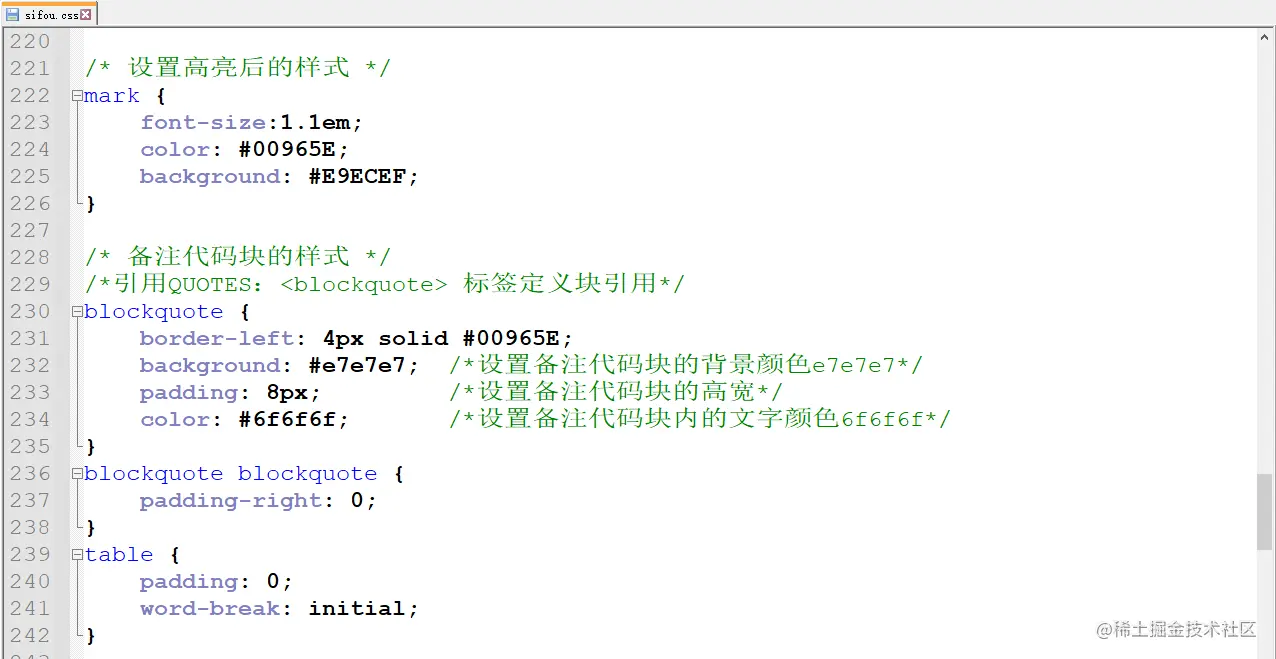 sifou.css
220
221 /* 设置高亮后的样式 */
222 mark {
223 font-size:1.1em;
224 color: #00965E;
225 background: #E9ECEF;
226 }
227
228 /* 备注代码块的样式 */
229 /*引用QUOTES: <blockquote> 标签定义块引用*/
230 blockquote {
231 border-left: 4px solid #00965E;
232 background: #e7e7e7; /*设置备注代码块的背景颜色e7e7e7*/
233 padding: 8px; /*设置备注代码块的高宽*/
234 color: #6f6f6f; /*设置备注代码块内的文字颜色6f6f6f*/
235 }
236 blockquote blockquote {
237 padding-right: 0;
238 }
239 table {
240 padding: 0;
241 word-break: initial;
242 }
@稀土掘金技术社区